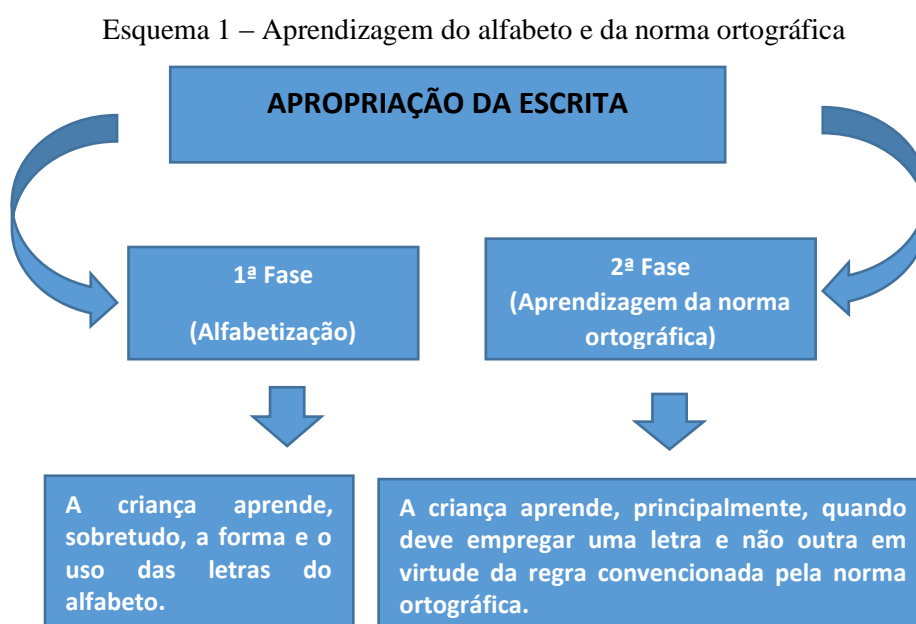 Esquema 1 – Aprendizagem do alfabeto e da norma ortográfica
APROPRIAÇÃO DA ESCRITA
1ª Fase
(Alfabetização)
2ª Fase
(Aprendizagem da norma
ortográfica)
A criança aprende,
sobretudo, a forma e o
uso das letras do
alfabeto.
A criança aprende, principalmente, quando
deve empregar uma letra e não outra em
virtude da regra convencionada pela norma
ortográfica.